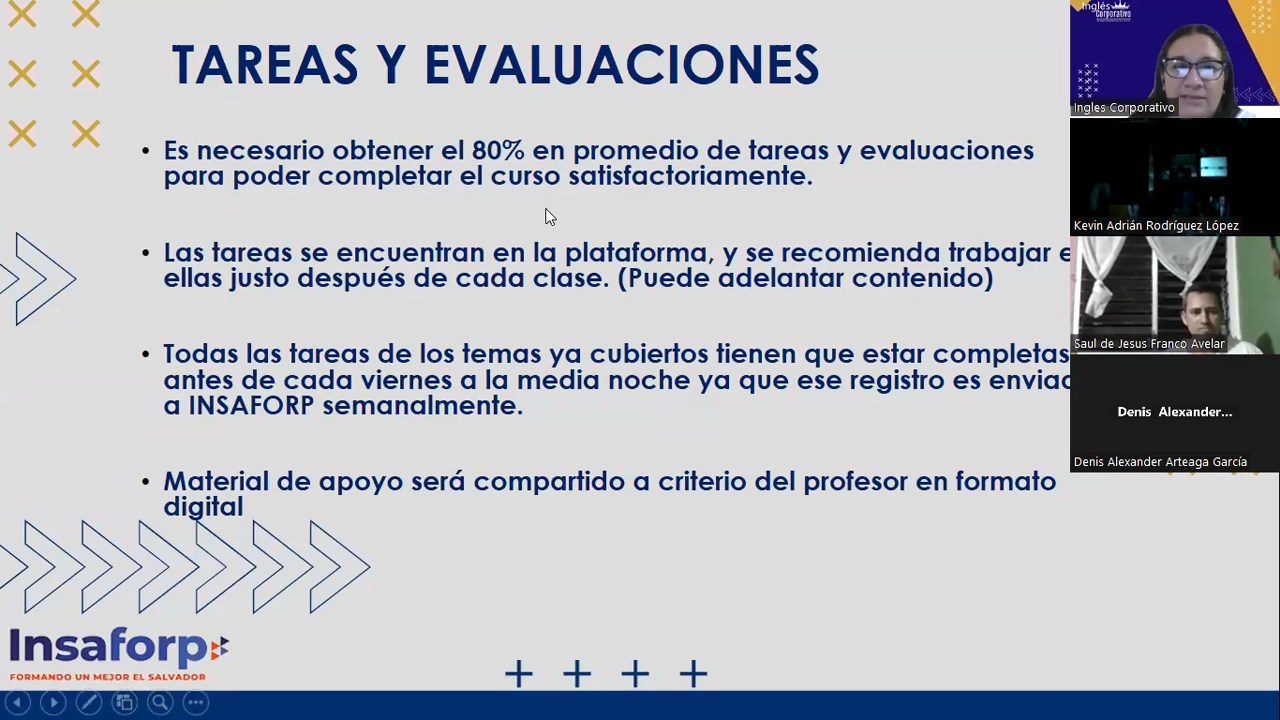 TAREAS Y EVALUACIONES
• Es necesario obtener el 80% en promedio de tareas y evaluaciones
para poder completar el curso satisfactoriamente.
• Las tareas se encuentran en la plataforma, y se recomienda trabajar e
ellas justo después de cada clase. (Puede adelantar contenido)
• Todas las tareas de los temas ya cubiertos tienen que estar completas
antes de cada viernes a la media noche ya que ese registro es enviad
a INSAFORP semanalmente.
• Material de apoyo será compartido a criterio del profesor en formato
digital
Insaforp
FORMANDO UN MEJOR EL SALVADOR
Inglés
Corporativo
Ingles Corporativo
Kevin Adrián Rodríguez López
Saul de Jesus Franco Avelar
Denis Alexander...
Denis Alexander Arteaga García